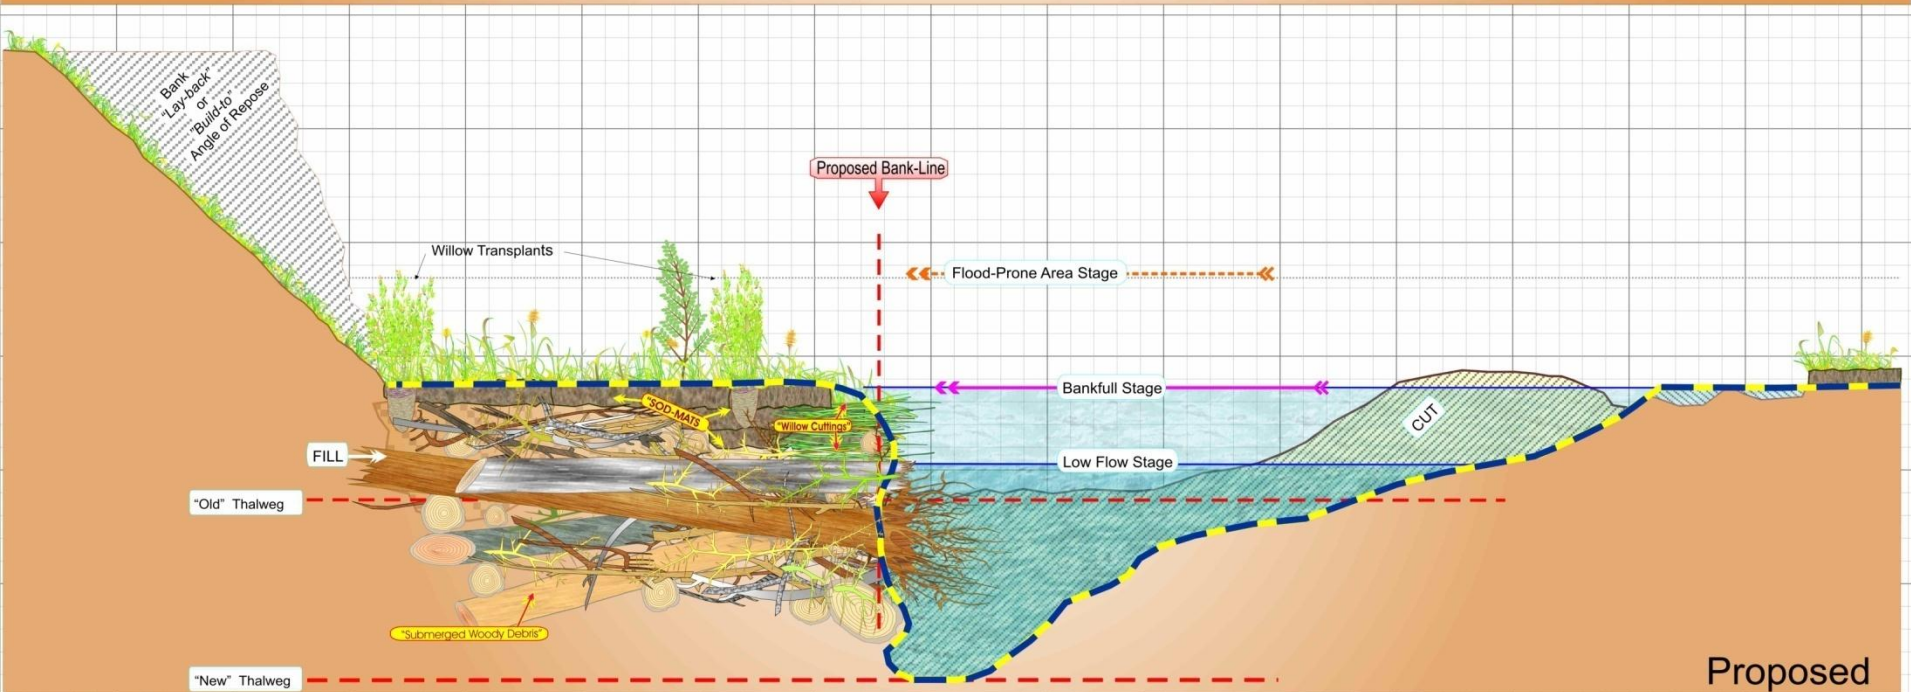 Bank
"Lay-back"
or
"Build-to"
Angle of Repose
Proposed Bank-Line
Willow Transplants
Flood-Prone Area Stage
Bankfull Stage
"SOD-MATS
"Willow Cuttings"
CUT
FILL
Low Flow Stage
"Old" Thalweg
"Submerged Woody Debris"
"New" Thalweg
Proposed